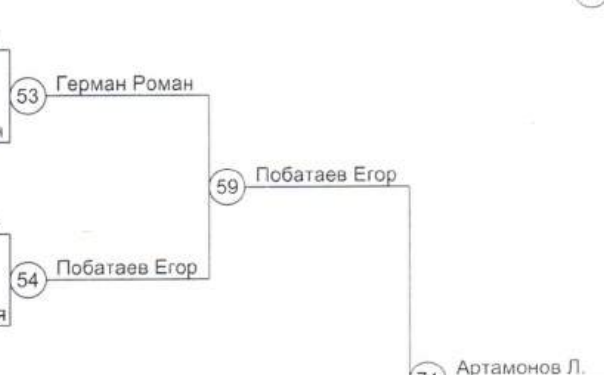 53 Герман Роман
59 Побатаев Егор
54 Побатаев Егор
Артамонов Л.